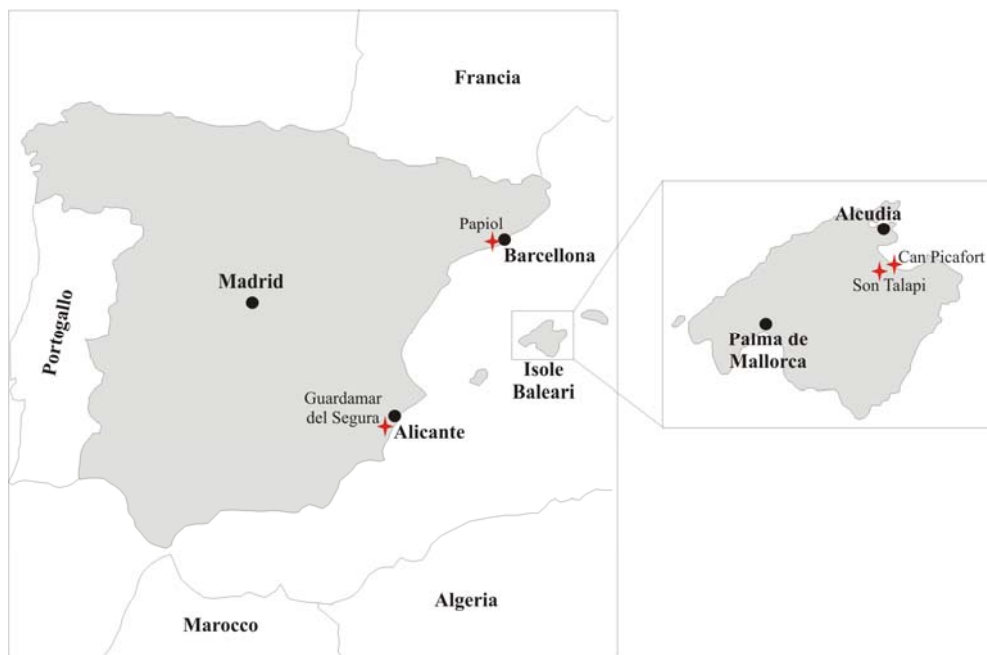 Francia
Papiol
Barcellona
Madrid
Portogallo
Isole
Baleari
Guardamar
del Segura
Alicante
Algeria
Marocco
Alcudia
Can Picafort
Son Talapi
Palma de
Mallorca